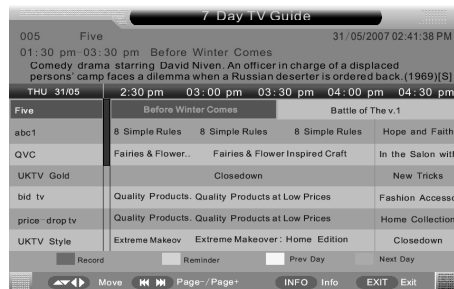 7 Day TV Guide
005 Five 31/05/2007 02:41:38 PM
01:30 pm-03:30 pm Before Winter Comes
Comedy drama starring David Niven. An officer in charge of a displaced
persons' camp faces a dilemma when a Russian deserter is ordered back.(1969)[S]
THU 31/05 2:30 pm 03:00 pm 03:30 pm 04:00 pm 04:30 pm
Five Before Winter Comes Battle of The v.1
abc1 8 Simple Rules 8 Simple Rules 8 Simple Rules Hope and Faith
QVC Fairies & Flower.. Fairies & Flower Inspired Craft In the Salon with
UKTV Gold Closedown New Tricks
bid tv Quality Products. Quality Products at Low Prices Fashion Accesso
price-drop tv Quality Products. Quality Products at Low Prices Home Collection
UKTV Style Extreme Makeov Extreme Makeover: Home Edition Closedown
Record Reminder Prev Day Next Day
Move Page-/Page+ INFO Info EXIT Exit